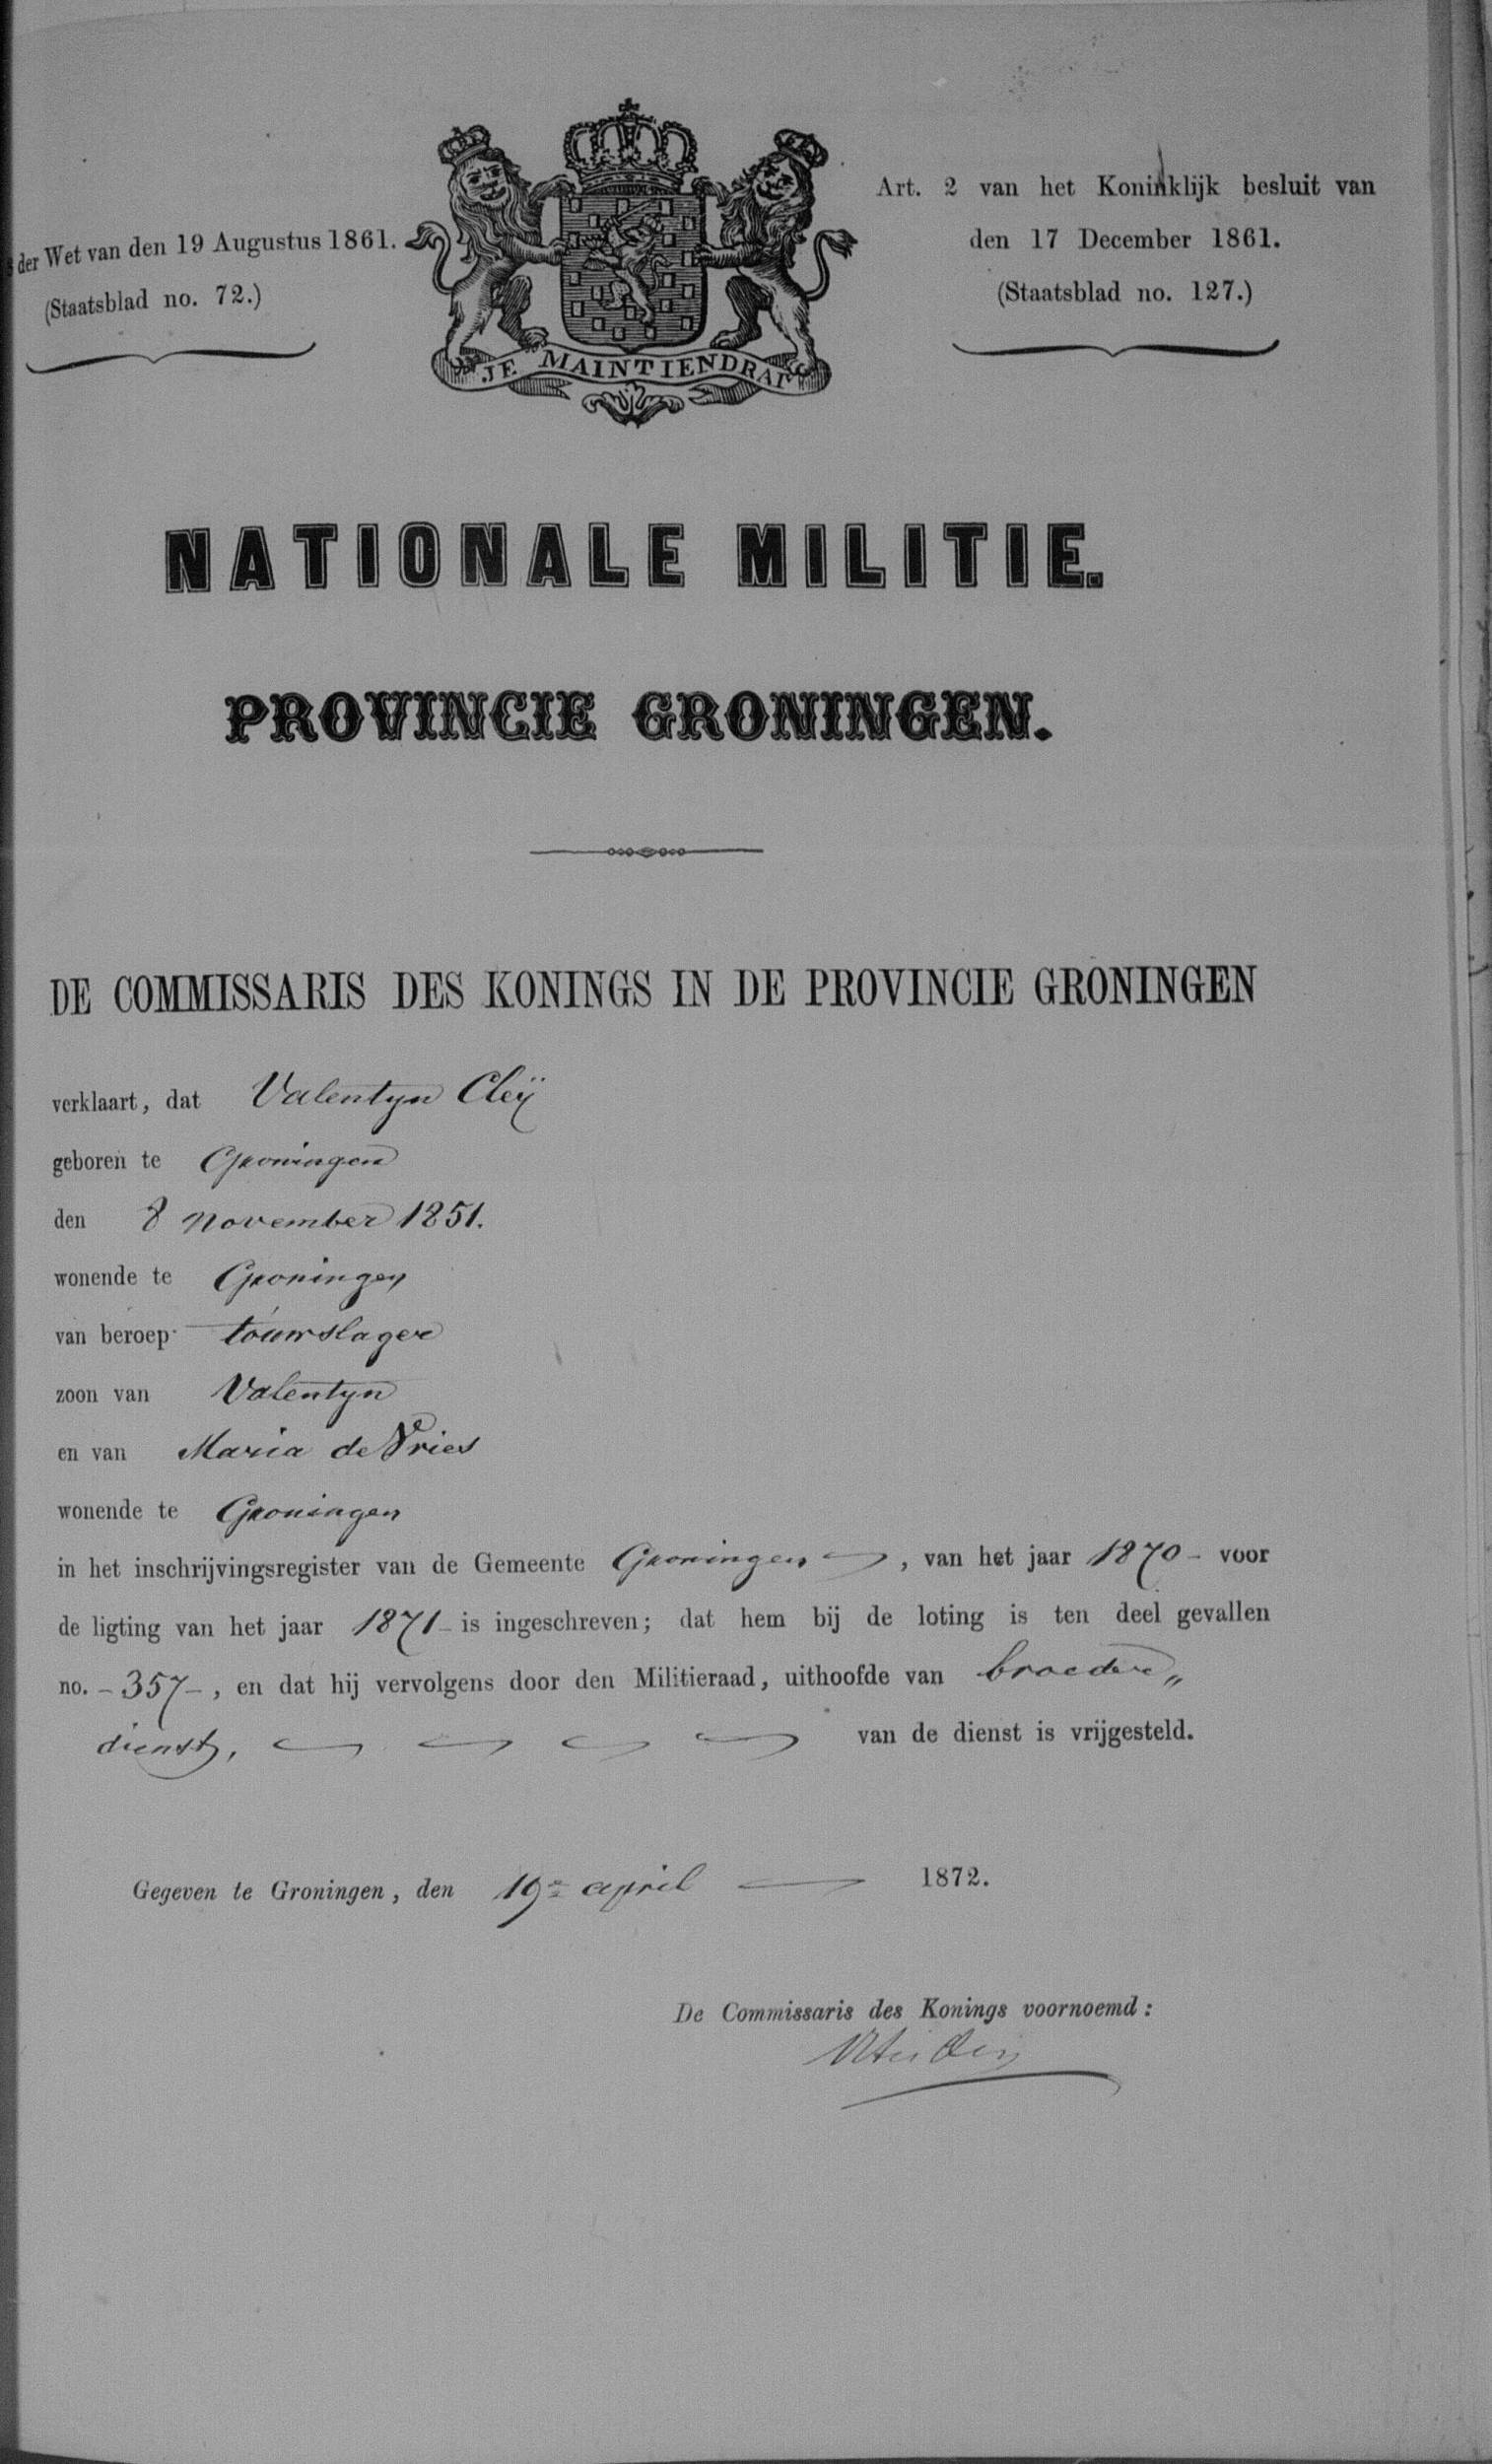 der Wet van den 19 Augustus 1861.
(Staatsblad no. 72.)
Art. 2 van het Koninklijk besluit van
den 17 December 1861.
(Staatsblad no. 127.)
JE MAINTIENDRAI
NATIONALE MILITIE.
PROVINCIE GRONINGEN.
DE COMMISSARIS DES KONINGS IN DE PROVINCIE GRONINGEN
verklaart, dat Valentyn Cleÿ
geboren te Groningen
den 8 november 1851.
wonende te Groningen
van beroep touwslager
zoon van Valentyn
en van Maria de Vries
wonende te Groningen
in het inschrijvingsregister van de Gemeente Groningen, van het jaar 1870 - voor
de ligting van het jaar 1871 - is ingeschreven; dat hem bij de loting is ten deel gevallen
no. - 357 -, en dat hij vervolgens door den Militieraad, uithoofde van broeder„
dienst, van de dienst is vrijgesteld.
Gegeven te Groningen, den 19e april 1872.
De Commissaris des Konings voornoemd: